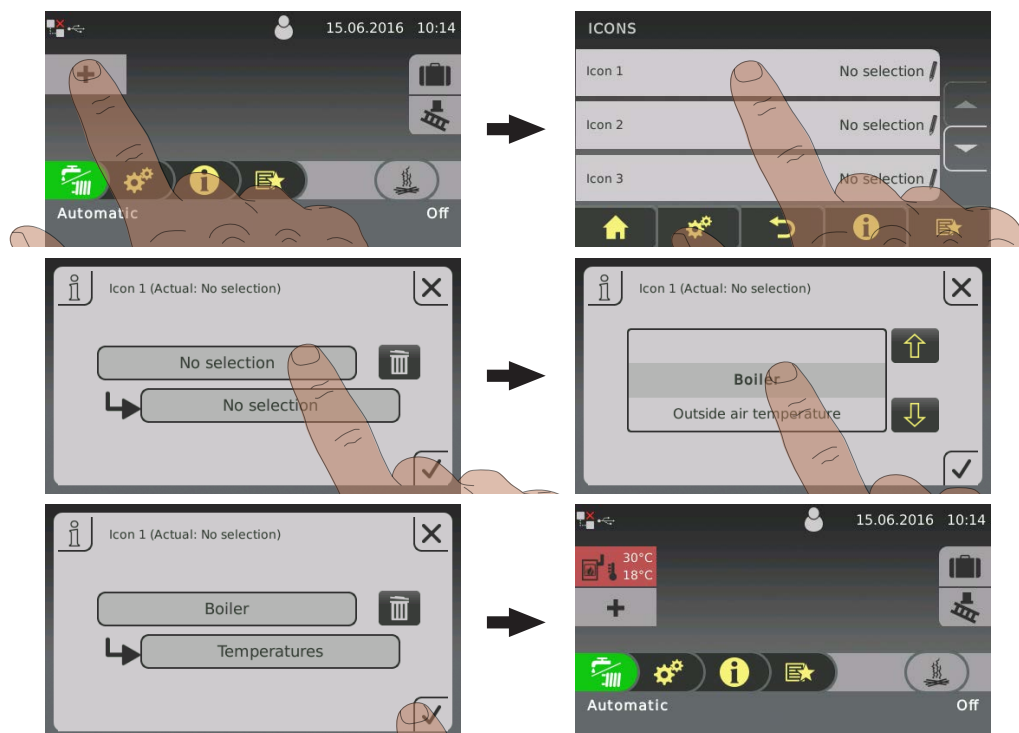 15.06.2016 10:14
Automatic
Off
ICONS
Icon 1
No selection
Icon 2
No selection
Icon 3
No selection
Icon 1 (Actual: No selection)
No selection
No selection
Icon 1 (Actual: No selection)
Boiler
Outside air temperature
Icon 1 (Actual: No selection)
Boiler
Temperatures
15.06.2016 10:14
30°C
18°C
Automatic
Off